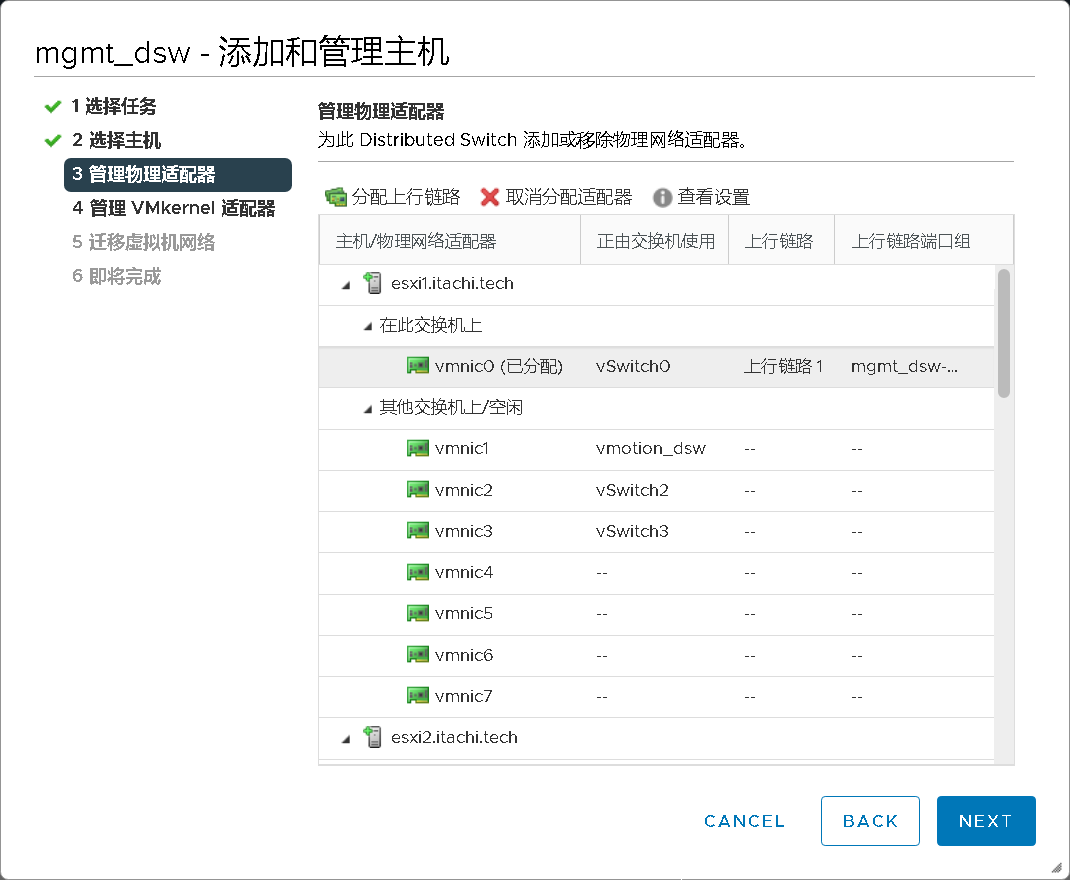 mgmt_dsw - 添加和管理主机
1 选择任务
2 选择主机
3 管理物理适配器
4 管理 VMkernel 适配器
5 迁移虚拟机网络
6 即将完成
管理物理适配器
为此 Distributed Switch 添加或移除物理网络适配器。
分配上行链路 取消分配适配器 查看设置
主机/物理网络适配器 正由交换机使用 上行链路 上行链路端口组
esxi1.itachi.tech
在此交换机上
vmnic0 (已分配) vSwitch0 上行链路 1 mgmt_dsw-...
其他交换机上/空闲
vmnic1 vmotion_dsw -- --
vmnic2 vSwitch2 -- --
vmnic3 vSwitch3 -- --
vmnic4 -- -- --
vmnic5 -- -- --
vmnic6 -- -- --
vmnic7 -- -- --
esxi2.itachi.tech
CANCEL BACK NEXT